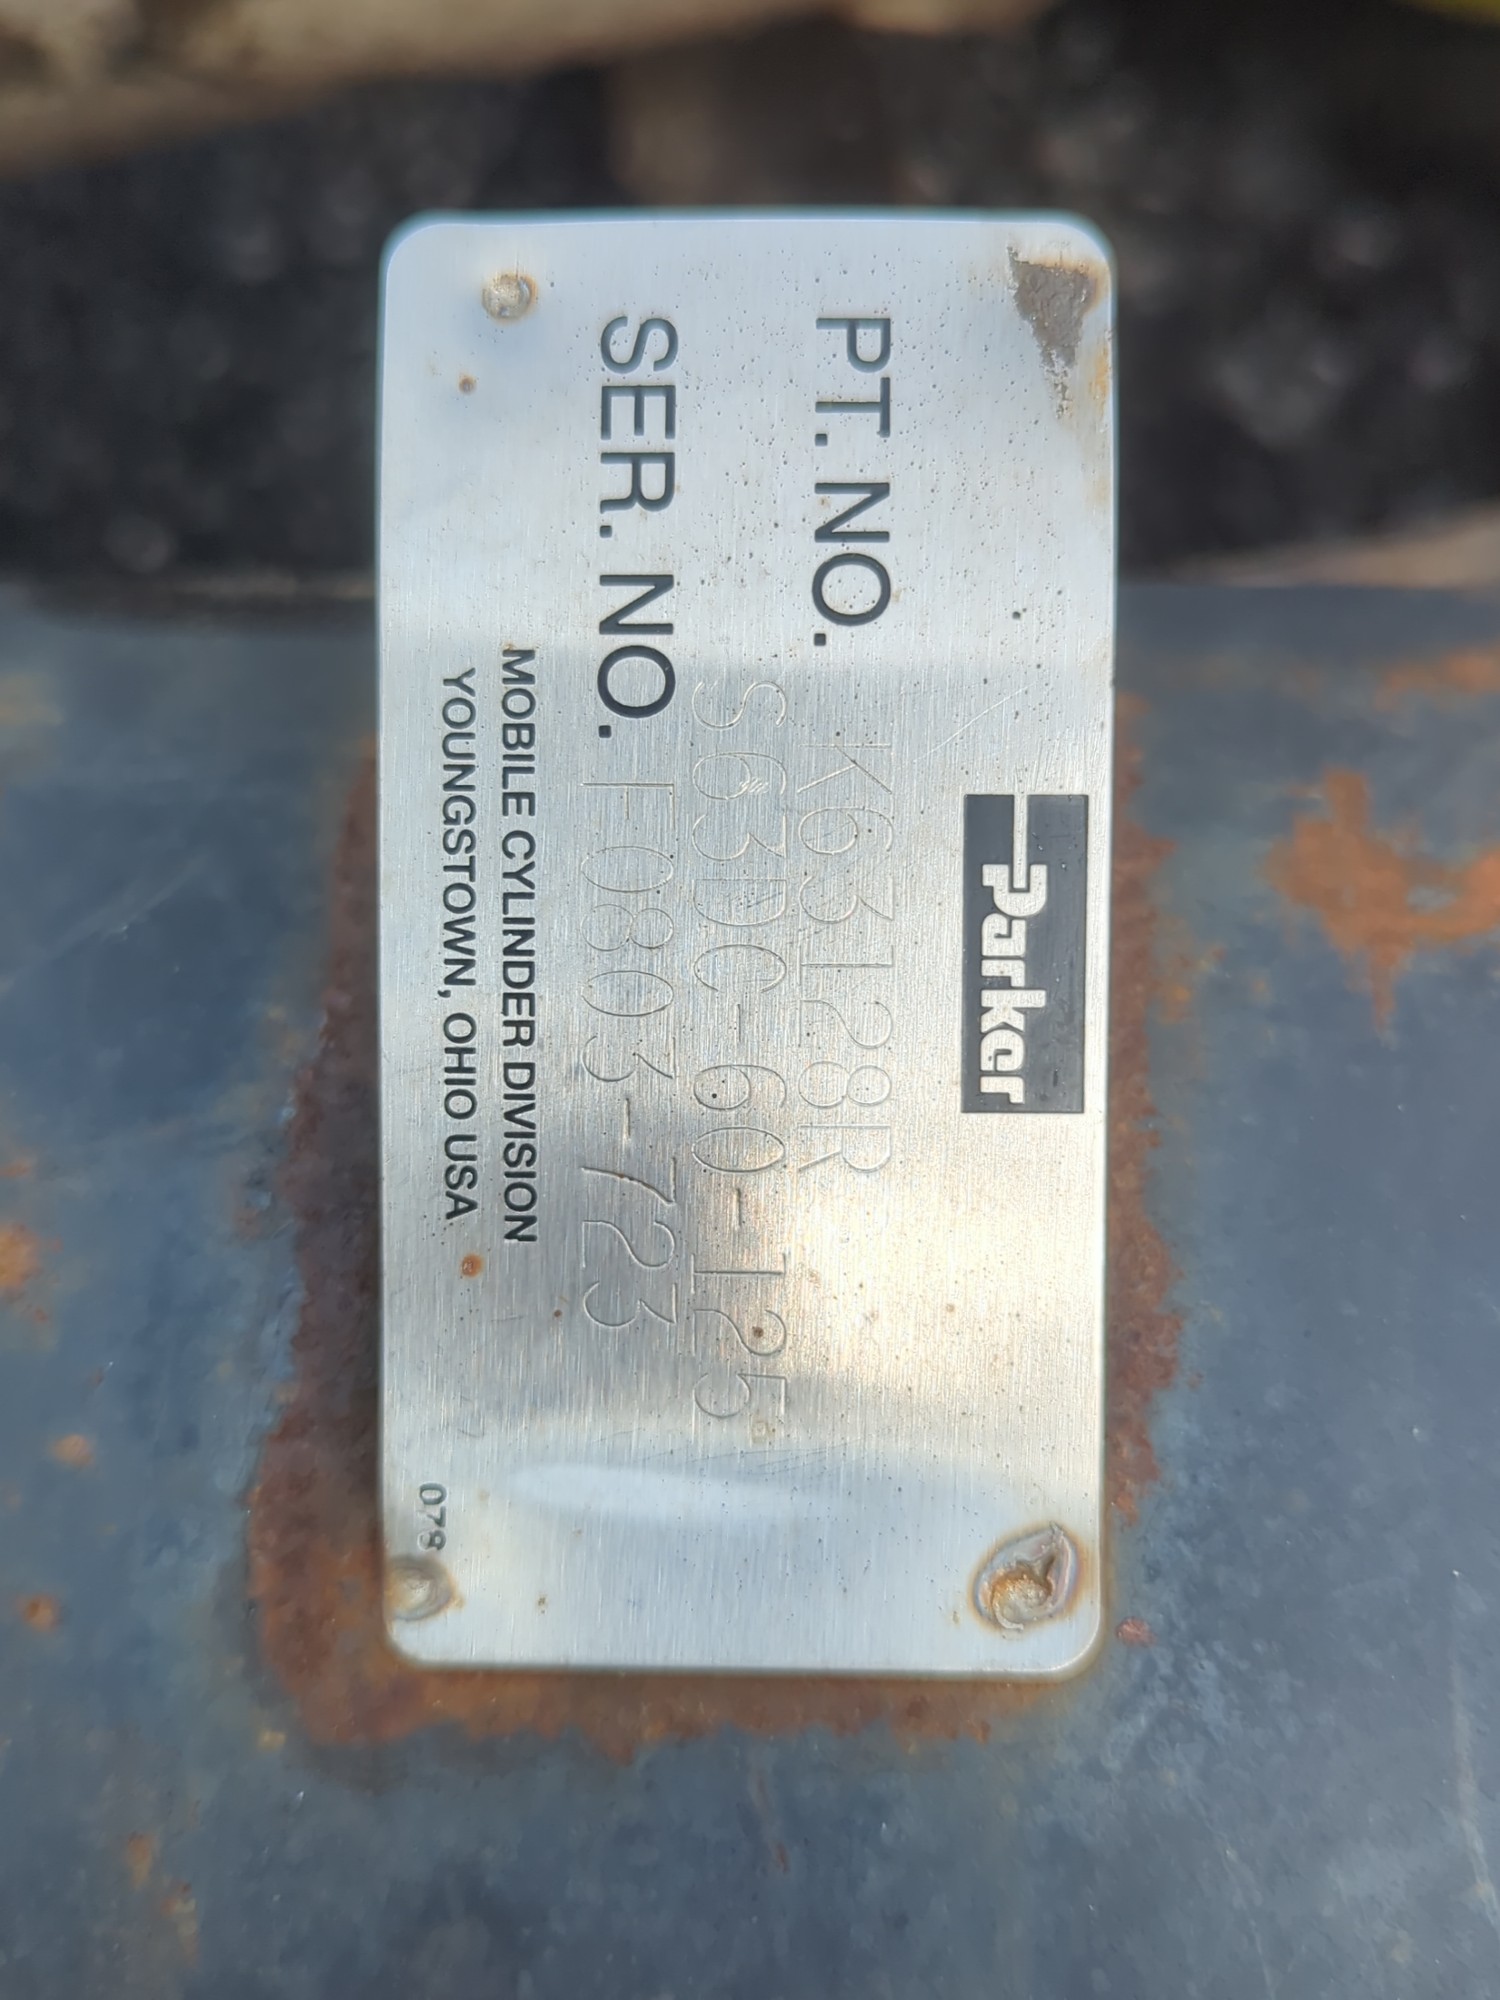 Parker
PT. NO. K63128R
S63DC-60-125
SER. NO. F0803-723
MOBILE CYLINDER DIVISION
YOUNGSTOWN, OHIO USA
079